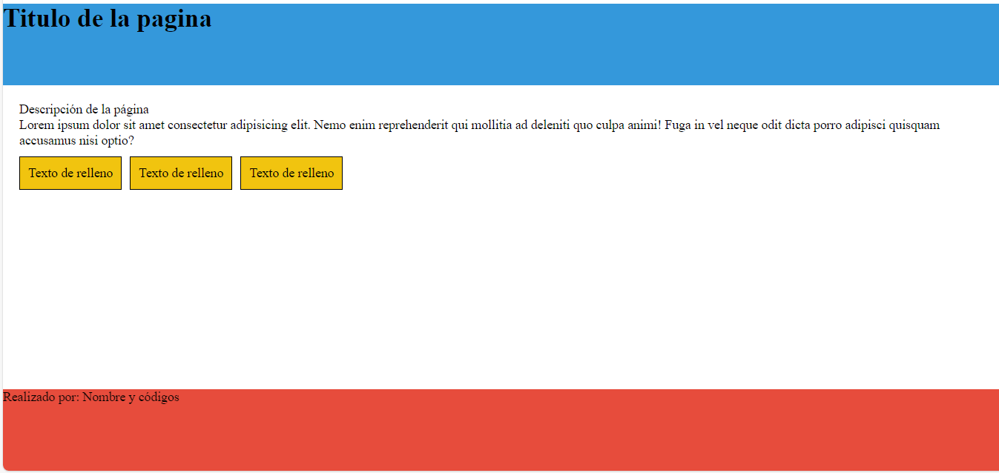 Titulo de la pagina
Descripción de la página
Lorem ipsum dolor sit amet consectetur adipisicing elit. Nemo enim reprehenderit qui mollitia ad deleniti quo culpa animi! Fuga in vel neque odit dicta porro adipisci quisquam
accusamus nisi optio?
Texto de relleno Texto de relleno Texto de relleno
Realizado por: Nombre y códigos